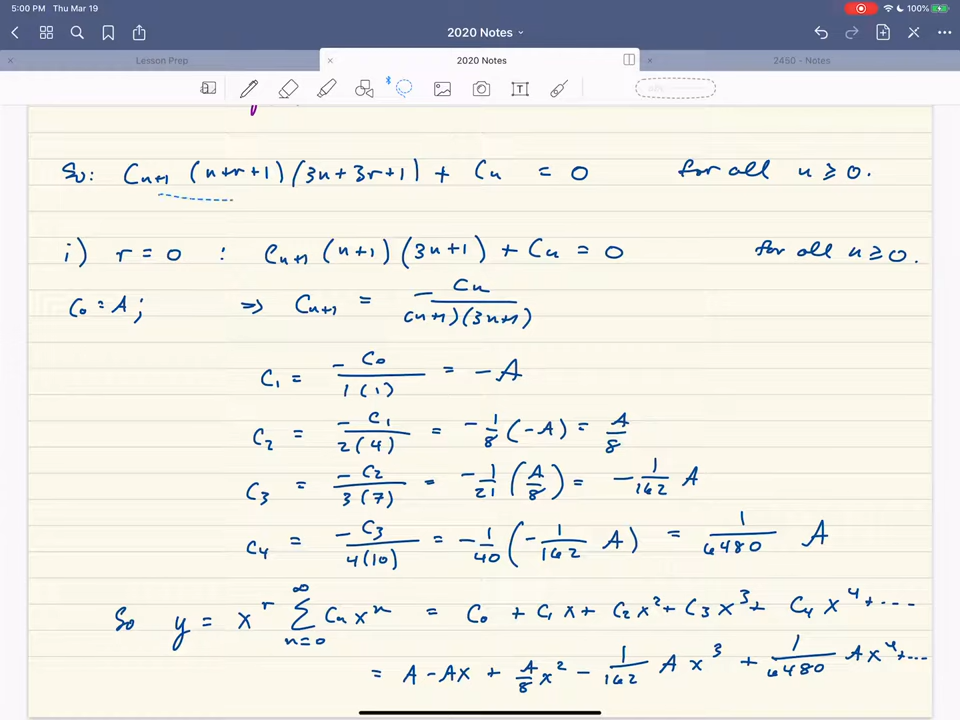 5:00 PM Thu Mar 19 100%
2020 Notes
Lesson Prep 2020 Notes 2450 - Notes
So: Cn+1 (n+r+1)(3n+3r+1) + Cn = 0 for all n ≥ 0.
i) r = 0 : Cn+1 (n+1)(3n+1) + Cn = 0 for all n ≥ 0.
C0 = A; ⇒ Cn+1 = -Cn / (n+1)(3n+1)
C1 = -C0 / 1(1) = -A
C2 = -C1 / 2(4) = -1/8 (-A) = A/8
C3 = -C2 / 3(7) = -1/21 (A/8) = -1/162 A
C4 = -C3 / 4(10) = -1/40 (-1/162 A) = 1/6480 A
So y = x^r ∑_{n=0}^{∞} Cn x^n = C0 + C1 x + C2 x^2 + C3 x^3 + C4 x^4 + ....
= A - Ax + A/8 x^2 - 1/162 A x^3 + 1/6480 A x^4 + ...